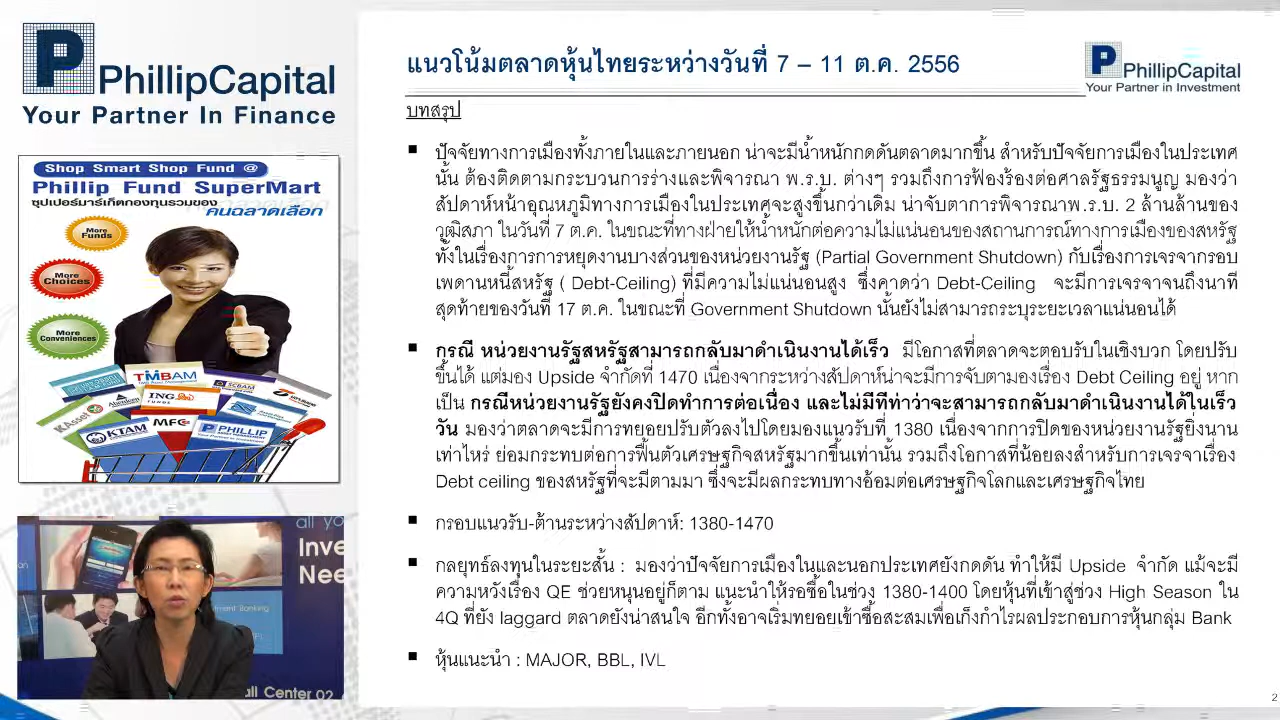 PhillipCapital
Your Partner In Finance
Shop Smart Shop Fund @
Phillip Fund SuperMart
ซุปเปอร์มาร์เก็ตกองทุนรวมของ
คนฉลาดเลือก
More
Funds
More
Choices
More
Conveniences
TMBAM
SCBAM
ING
FUNDS
Aberdeen
KAsset
KTAM
MFC
PHILLIP
all yo
Inve
Nee
all Center 02
แนวโน้มตลาดหุ้นไทยระหว่างวันที่ 7 – 11 ต.ค. 2556
PhillipCapital
Your Partner in Investment
บทสรุป
▪ ปัจจัยทางการเมืองทั้งภายในและภายนอก น่าจะมีน้ำหนักกดดันตลาดมากขึ้น สำหรับปัจจัยการเมืองในประเทศ
นั้น ต้องติดตามกระบวนการร่างและพิจารณา พ.ร.บ. ต่างๆ รวมถึงการฟ้องร้องต่อศาลรัฐธรรมนูญ มองว่า
สัปดาห์หน้าอุณหภูมิทางการเมืองในประเทศจะสูงขึ้นกว่าเดิม น่าจับตาการพิจารณาพ.ร.บ. 2 ล้านล้านของ
วุฒิสภา ในวันที่ 7 ต.ค. ในขณะที่ทางฝ่ายให้น้ำหนักต่อความไม่แน่นอนของสถานการณ์ทางการเมืองของสหรัฐ
ทั้งในเรื่องการการหยุดงานบางส่วนของหน่วยงานรัฐ (Partial Government Shutdown) กับเรื่องการเจรจากรอบ
เพดานหนี้สหรัฐ ( Debt-Ceiling) ที่มีความไม่แน่นอนสูง ซึ่งคาดว่า Debt-Ceiling จะมีการเจรจาจนถึงนาที
สุดท้ายของวันที่ 17 ต.ค. ในขณะที่ Government Shutdown นั้นยังไม่สามารถระบุระยะเวลาแน่นอนได้
▪ กรณี หน่วยงานรัฐสหรัฐสามารถกลับมาดำเนินงานได้เร็ว มีโอกาสที่ตลาดจะตอบรับในเชิงบวก โดยปรับ
ขึ้นได้ แต่มอง Upside จำกัดที่ 1470 เนื่องจากระหว่างสัปดาห์น่าจะมีการจับตามองเรื่อง Debt Ceiling อยู่ หาก
เป็น กรณีหน่วยงานรัฐยังคงปิดทำการต่อเนื่อง และไม่มีทีท่าว่าจะสามารถกลับมาดำเนินงานได้ในเร็ว
วัน มองว่าตลาดจะมีการทยอยปรับตัวลงไปโดยมองแนวรับที่ 1380 เนื่องจากการปิดของหน่วยงานรัฐยิ่งนาน
เท่าไหร่ ย่อมกระทบต่อการฟื้นตัวเศรษฐกิจสหรัฐมากขึ้นเท่านั้น รวมถึงโอกาสที่น้อยลงสำหรับการเจรจาเรื่อง
Debt ceiling ของสหรัฐที่จะมีตามมา ซึ่งจะมีผลกระทบทางอ้อมต่อเศรษฐกิจโลกและเศรษฐกิจไทย
▪ กรอบแนวรับ-ต้านระหว่างสัปดาห์: 1380-1470
▪ กลยุทธ์ลงทุนในระยะสั้น : มองว่าปัจจัยการเมืองในและนอกประเทศยังกดดัน ทำให้มี Upside จำกัด แม้จะมี
ความหวังเรื่อง QE ช่วยหนุนอยู่ก็ตาม แนะนำให้รอซื้อในช่วง 1380-1400 โดยหุ้นที่เข้าสู่ช่วง High Season ใน
4Q ที่ยัง laggard ตลาดยังน่าสนใจ อีกทั้งอาจเริ่มทยอยเข้าซื้อสะสมเพื่อเก็งกำไรผลประกอบการหุ้นกลุ่ม Bank
▪ หุ้นแนะนำ : MAJOR, BBL, IVL
2